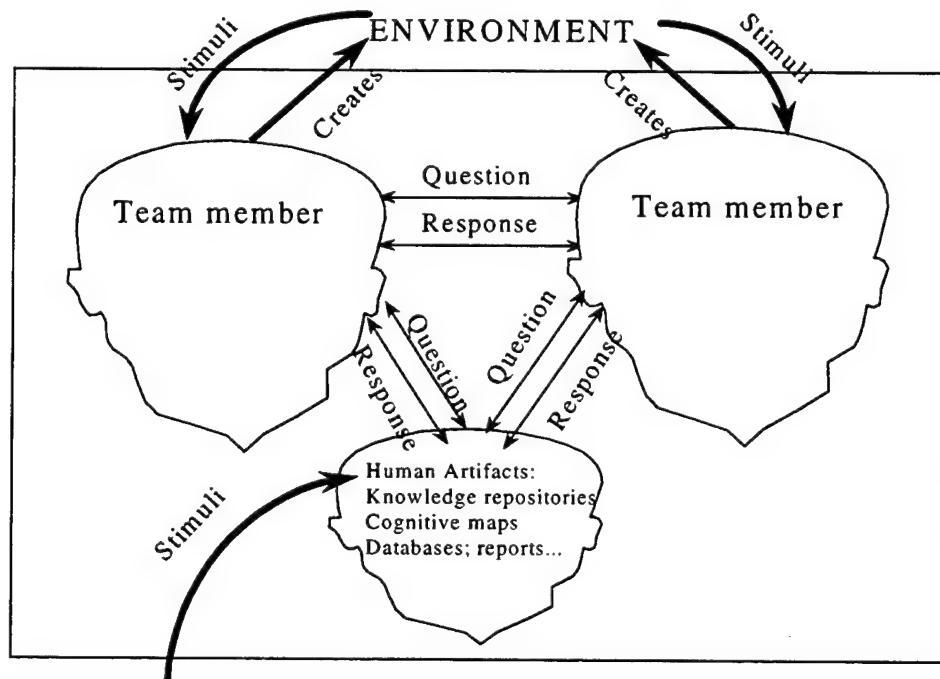 Stimuli
ENVIRONMENT
Stimuli
Creates
Creates
Team member
Question
Response
Team member
Question
Response
Question
Response
Human Artifacts:
Knowledge repositories
Cognitive maps
Databases; reports...
Stimuli